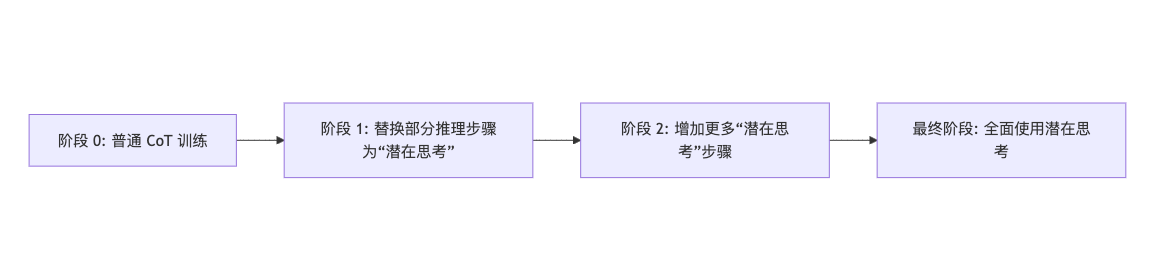 阶段 0: 普通 CoT 训练
阶段 1: 替换部分推理步骤
为“潜在思考”
阶段 2: 增加更多“潜在思
考”步骤
最终阶段: 全面使用潜在思
考